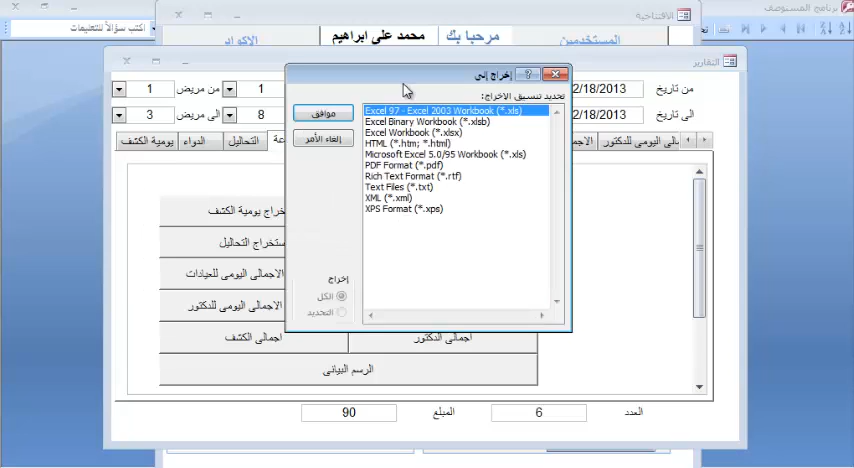 برنامج المستوصف
الافتتاحية
اكتب سؤالاً للتعليمات
المستخدمين
مرحبا بك
محمد على ابراهيم
الاكواد
التقارير
من تاريخ
2/18/2013
1
من مريض
1
الى تاريخ
2/18/2013
8
الى مريض
3
الى اليومى للدكتور
التحاليل
الدواء
يومية الكشف
إخراج إلى
تحديد تنسيق الإخراج:
Excel 97 - Excel 2003 Workbook (*.xls)
Excel Binary Workbook (*.xlsb)
Excel Workbook (*.xlsx)
HTML (*.htm; *.html)
Microsoft Excel 5.0/95 Workbook (*.xls)
PDF Format (*.pdf)
Rich Text Format (*.rtf)
Text Files (*.txt)
XML (*.xml)
XPS Format (*.xps)
موافق
إلغاء الأمر
إخراج
الكل
التحديد
خراج يومية الكشف
ستخراج التحاليل
الاجمالى اليومى للعيادات
الاجمالى اليومى للدكتور
اجمالى الدكتور
اجمالى الكشف
الرسم البيانى
العدد
6
المبلغ
90